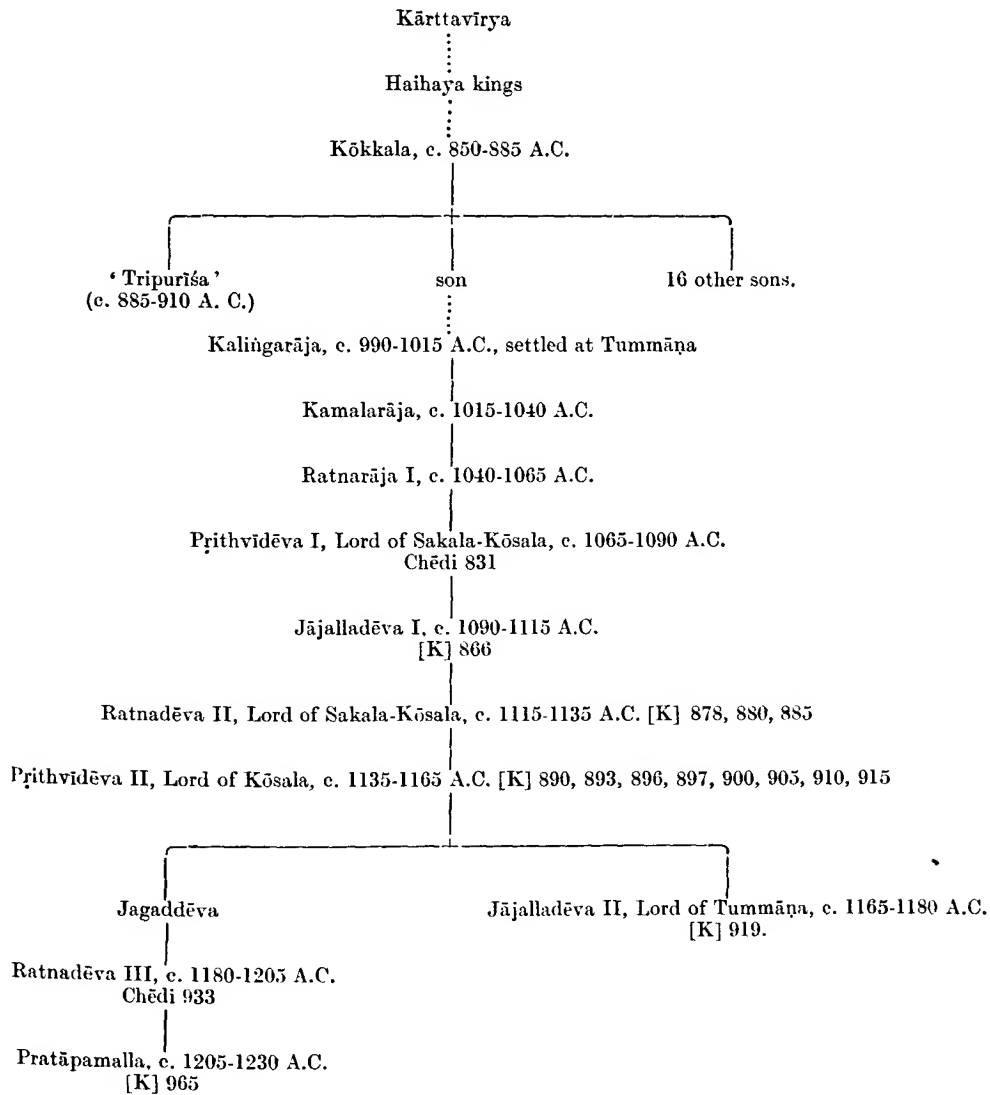 Kārttavīrya
Haihaya kings
Kōkkala, c. 850-885 A.C.
‘ Tripurīśa ’ son 16 other sons.
(c. 885-910 A. C.)
Kaliṅgarāja, c. 990-1015 A.C., settled at Tummāṇa
Kamalarāja, c. 1015-1040 A.C.
Ratnarāja I, c. 1040-1065 A.C.
Pṛithvīdēva I, Lord of Sakala-Kōsala, c. 1065-1090 A.C.
Chēdi 831
Jājalladēva I, c. 1090-1115 A.C.
[K] 866
Ratnadēva II, Lord of Sakala-Kōsala, c. 1115-1135 A.C. [K] 878, 880, 885
Pṛithvīdēva II, Lord of Kōsala, c. 1135-1165 A.C. [K] 890, 893, 896, 897, 900, 905, 910, 915
Jagaddēva Jājalladēva II, Lord of Tummāṇa, c. 1165-1180 A.C.
[K] 919.
Ratnadēva III, c. 1180-1205 A.C.
Chēdi 933
Pratāpamalla, c. 1205-1230 A.C.
[K] 965